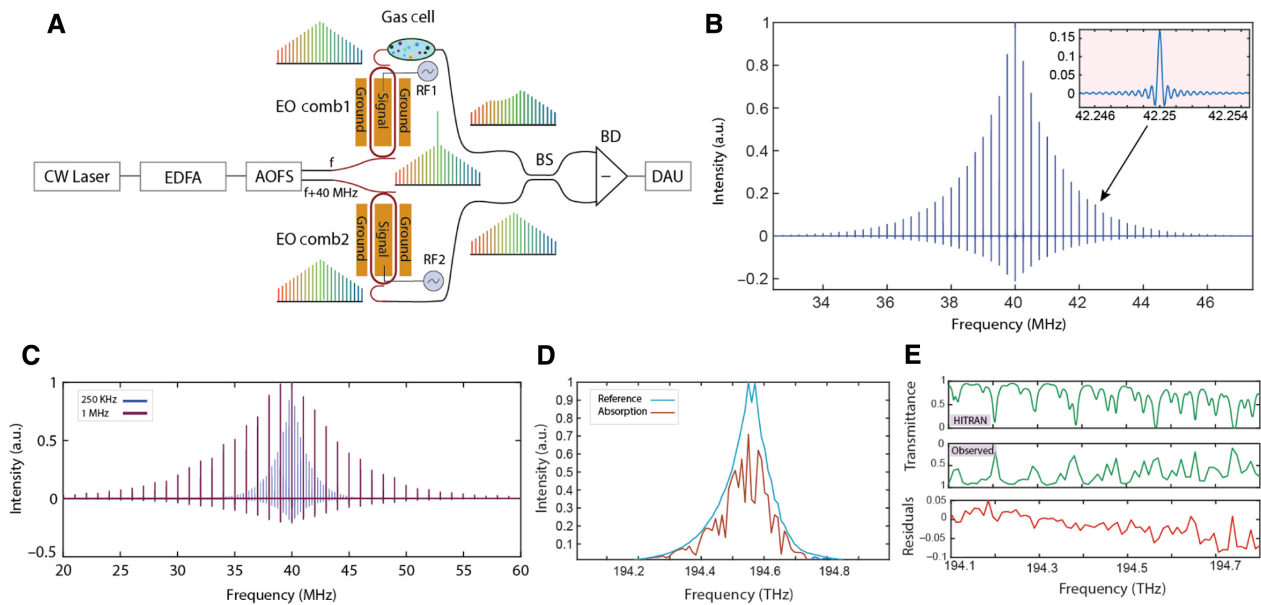 A
Gas cell
RF1
EO comb1
Ground
Signal
Ground
CW Laser
EDFA
AOFS
f
f+40 MHz
BS
BD
−
DAU
Ground
Signal
Ground
EO comb2
RF2
B
Intensity (a.u.)
1
0.8
0.6
0.4
0.2
0
−0.2
34
36
38
40
42
44
46
Frequency (MHz)
0.15
0.1
0.05
0
42.246
42.25
42.254
C
Intensity (a.u.)
1
0.5
0
−0.5
250 KHz
1 MHz
20
25
30
35
40
45
50
55
60
Frequency (MHz)
D
Intensity (a.u.)
1
0.9
0.8
0.7
0.6
0.5
0.4
0.3
0.2
0.1
Reference
Absorption
194.2
194.4
194.6
194.8
Frequency (THz)
E
Transmittance
1
0.5
0
HITRAN
0
0.5
1
Observed
Residuals
0.05
0
−0.05
−0.1
194.1
194.3
194.5
194.7
Frequency (THz)